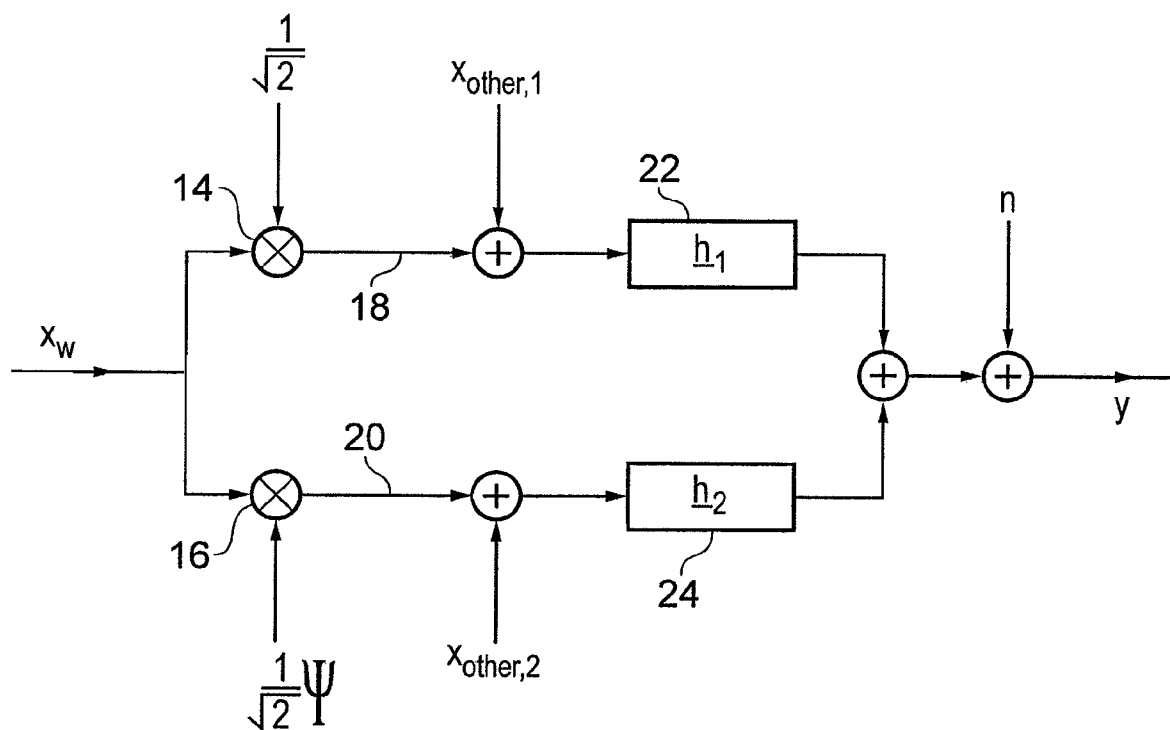 1/√2
x_other,1
14
22
n
h_1
18
x_w
20
y
h_2
16
24
1/√2 Ψ
x_other,2